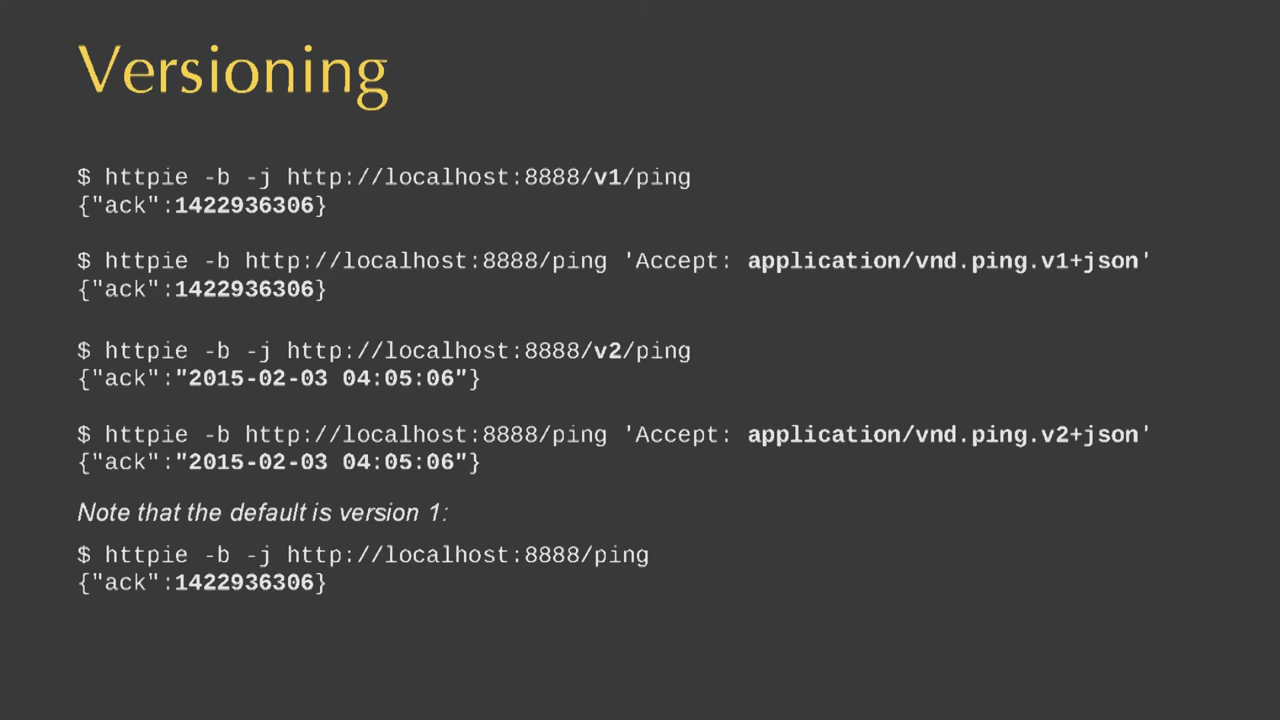 Versioning
$ httpie -b -j http://localhost:8888/v1/ping
{"ack":1422936306}
$ httpie -b http://localhost:8888/ping 'Accept: application/vnd.ping.v1+json'
{"ack":1422936306}
$ httpie -b -j http://localhost:8888/v2/ping
{"ack":"2015-02-03 04:05:06"}
$ httpie -b http://localhost:8888/ping 'Accept: application/vnd.ping.v2+json'
{"ack":"2015-02-03 04:05:06"}
Note that the default is version 1:
$ httpie -b -j http://localhost:8888/ping
{"ack":1422936306}